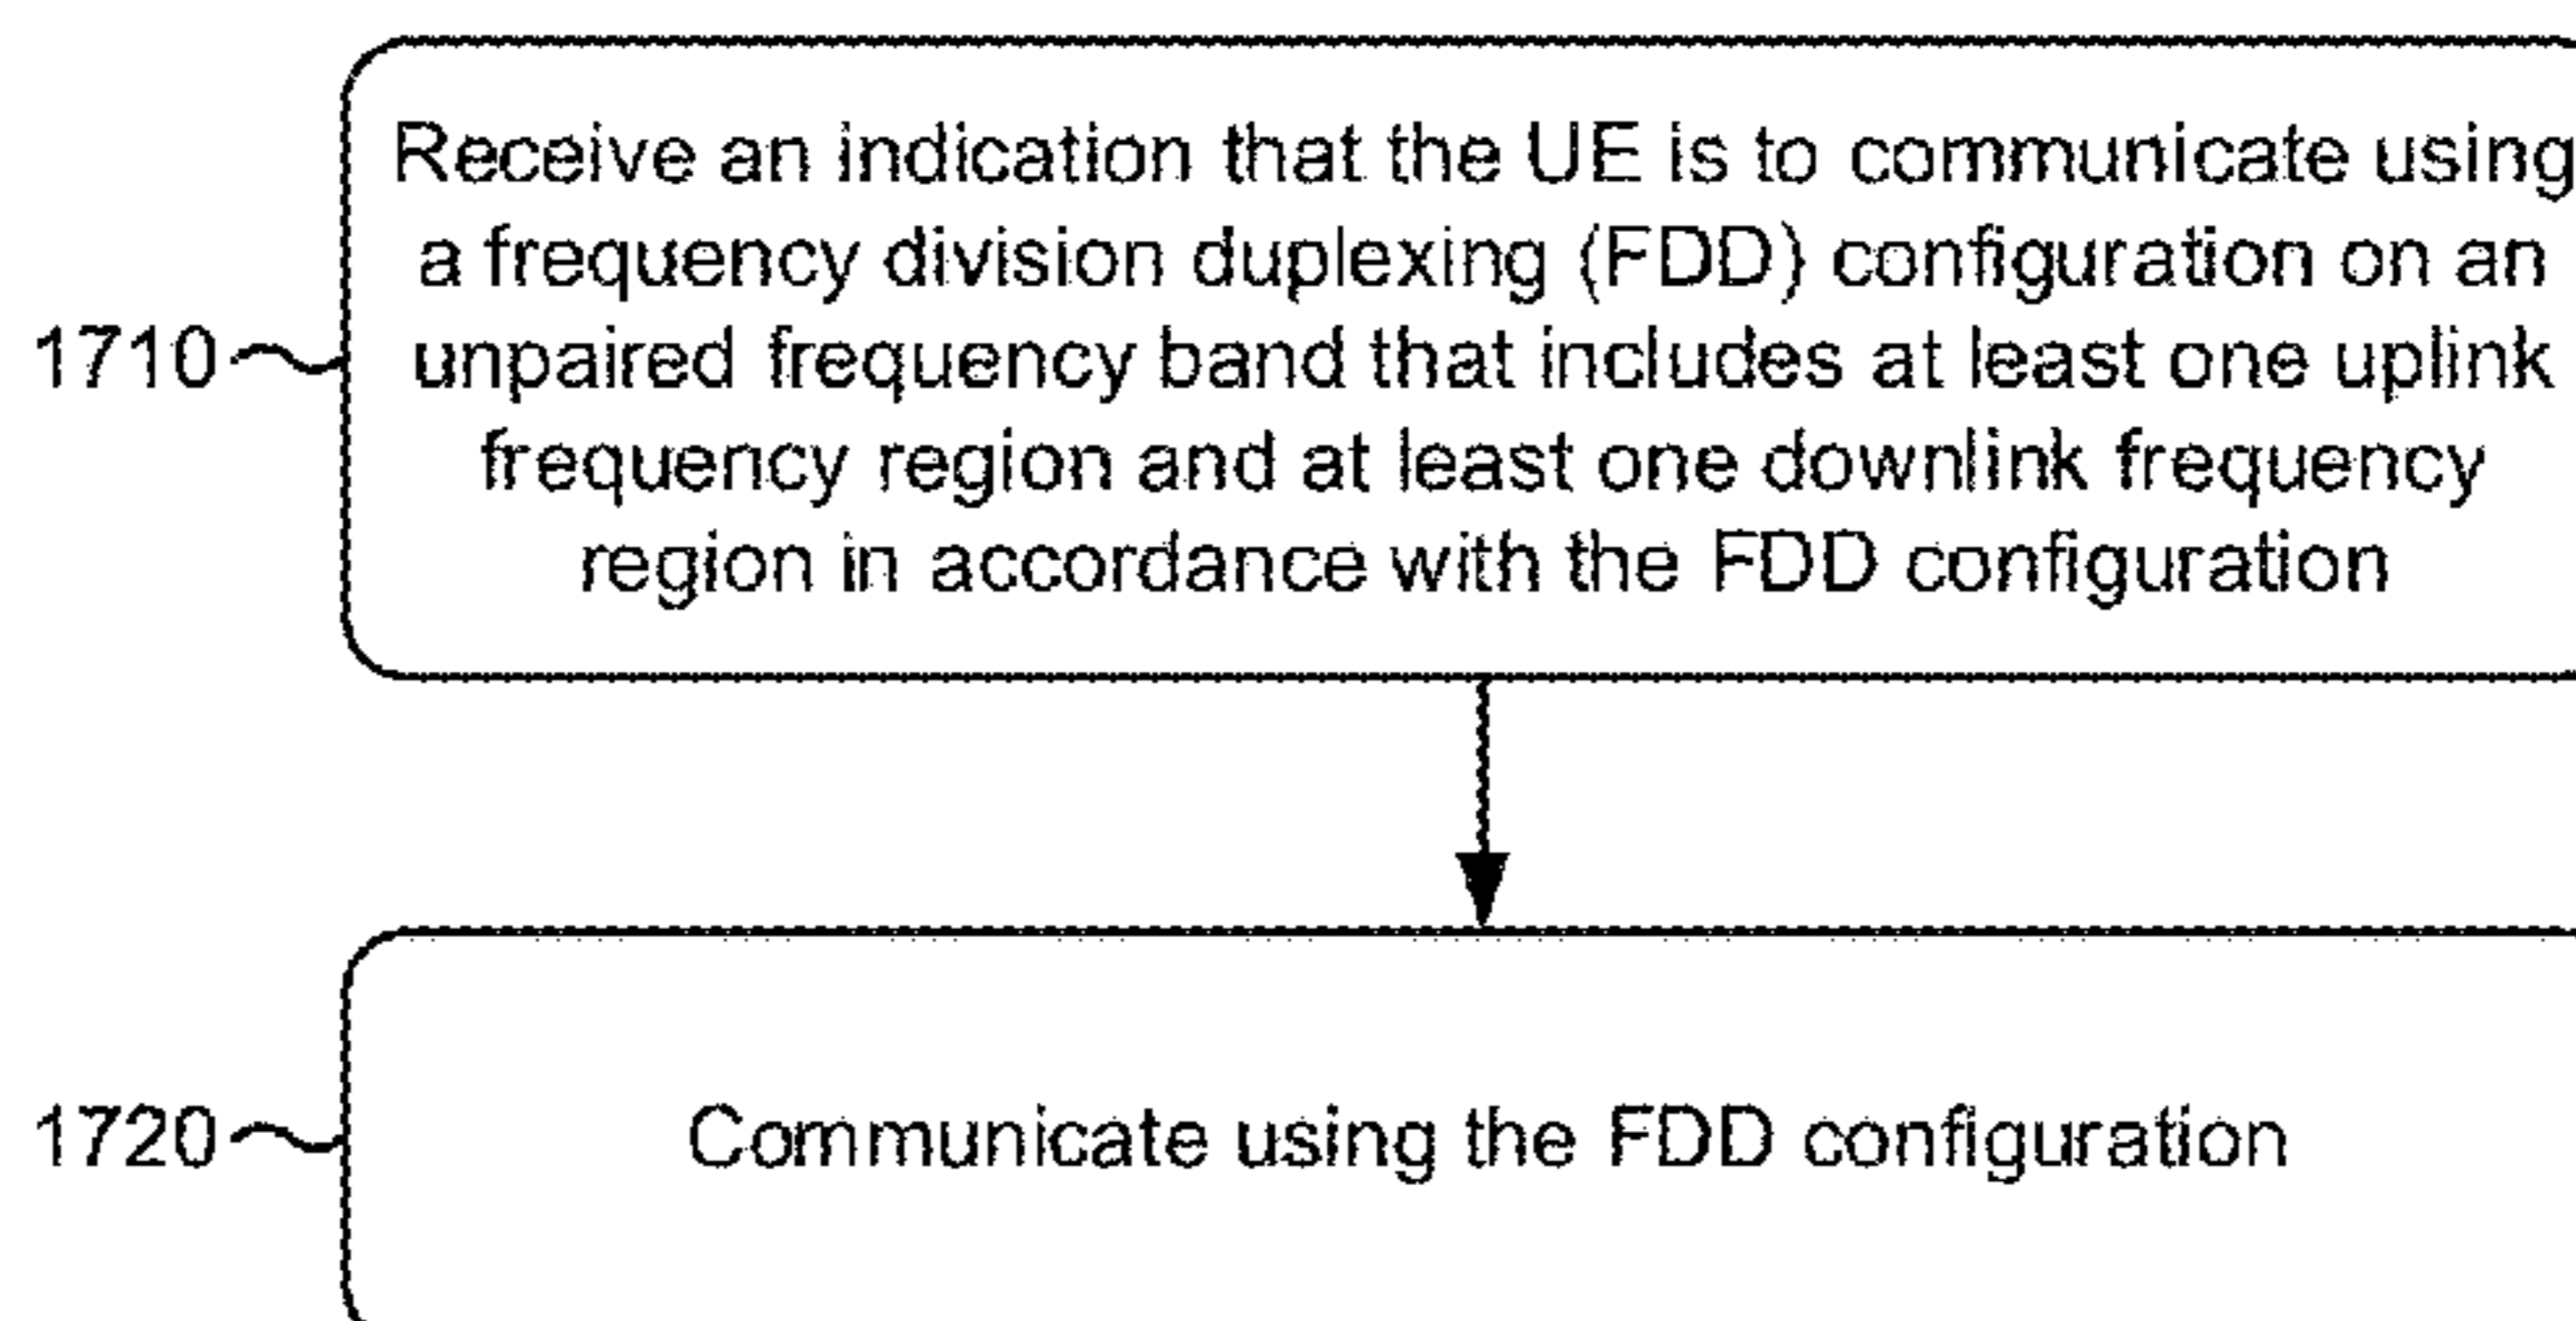 Receive an indication that the UE is to communicate using
a frequency division duplexing (FDD) configuration on an
1710
unpaired frequency band that includes at least one uplink
frequency region and at least one downlink frequency
region in accordance with the FDD configuration
1720
Communicate using the FDD configuration